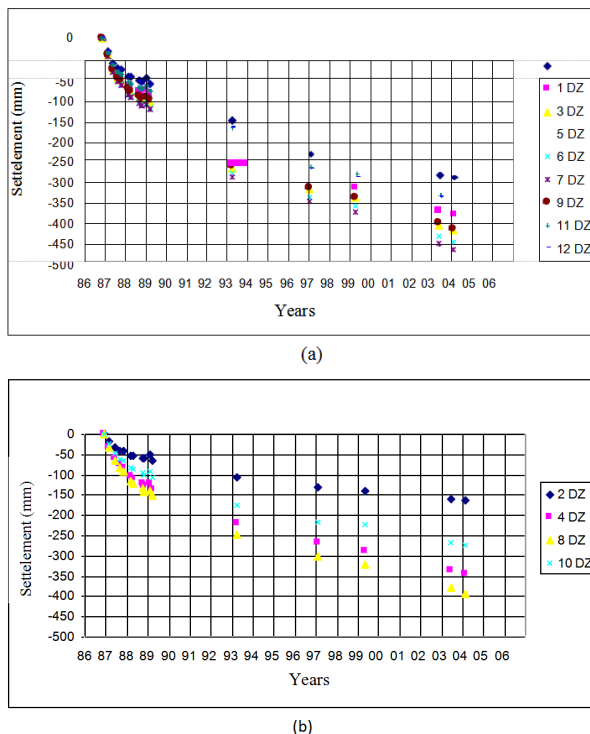 0
-50
-100
-150
-200
-250
-300
-350
-400
-450
-500
Settelement (mm)
1 DZ
3 DZ
5 DZ
6 DZ
7 DZ
9 DZ
11 DZ
12 DZ
86 87 88 89 90 91 92 93 94 95 96 97 98 99 00 01 02 03 04 05 06
Years
(a)
0
-50
-100
-150
-200
-250
-300
-350
-400
-450
-500
Settelement (mm)
2 DZ
4 DZ
8 DZ
10 DZ
86 87 88 89 90 91 92 93 94 95 96 97 98 99 00 01 02 03 04 05 06
Years
(b)